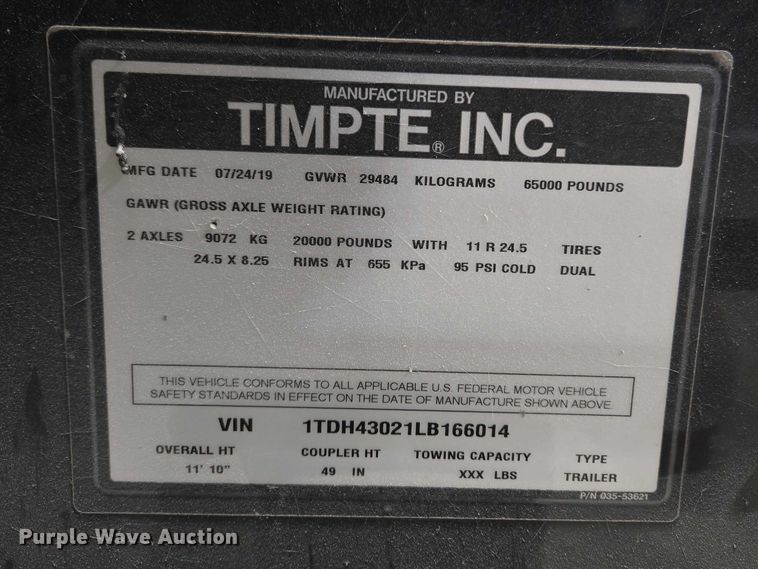 MANUFACTURED BY
TIMPTE® INC.
MFG DATE 07/24/19 GVWR 29484 KILOGRAMS 65000 POUNDS
GAWR (GROSS AXLE WEIGHT RATING)
2 AXLES 9072 KG 20000 POUNDS WITH 11 R 24.5 TIRES
24.5 X 8.25 RIMS AT 655 KPa 95 PSI COLD DUAL
THIS VEHICLE CONFORMS TO ALL APPLICABLE U.S. FEDERAL MOTOR VEHICLE
SAFETY STANDARDS IN EFFECT ON THE DATE OF MANUFACTURE SHOWN ABOVE.
VIN 1TDH43021LB166014
OVERALL HT COUPLER HT TOWING CAPACITY TYPE
11' 10" 49 IN XXX LBS TRAILER
P/N 035-53621
Purple Wave Auction